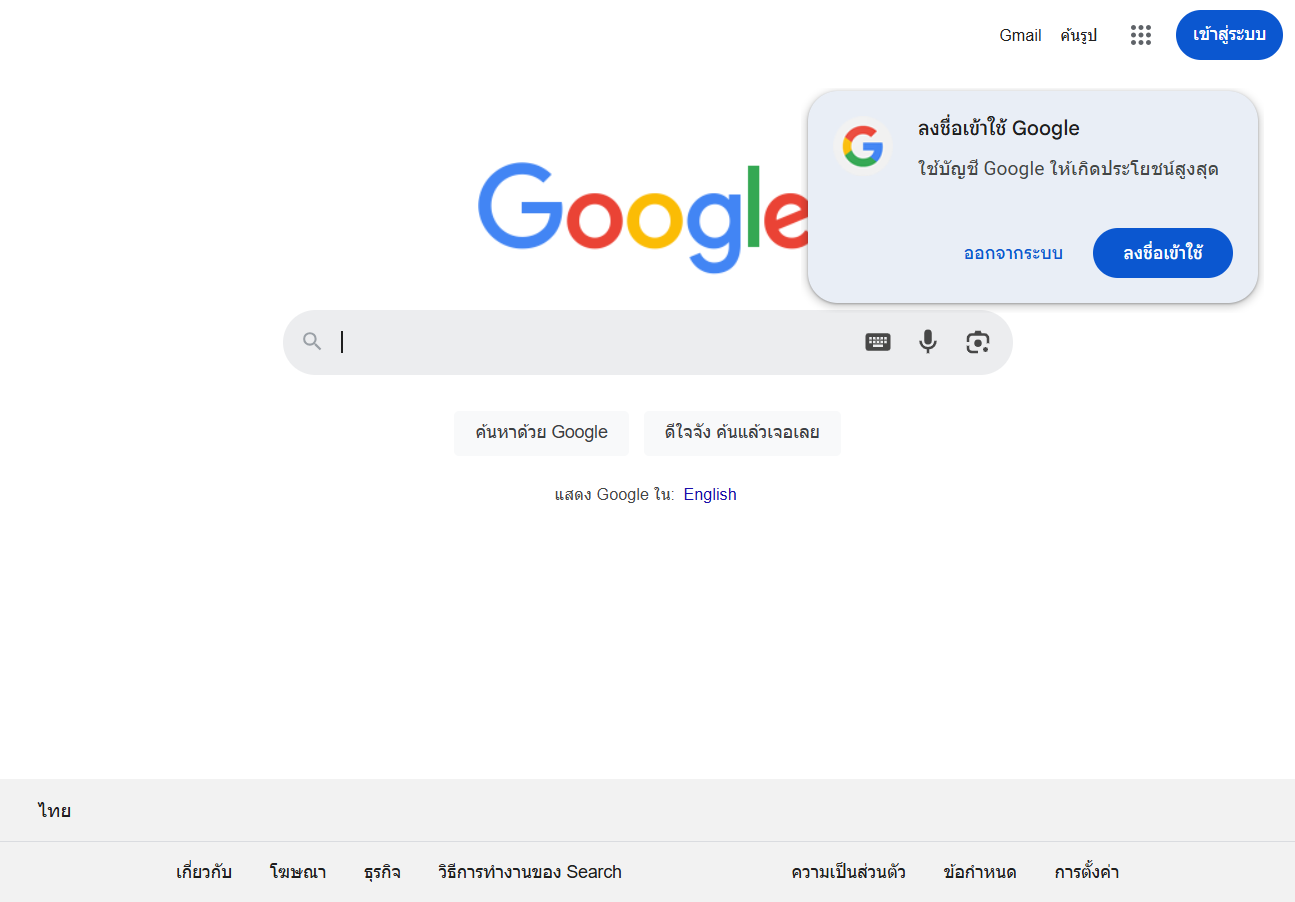 Gmail ค้นรูป เข้าสู่ระบบ
ลงชื่อเข้าใช้ Google
ใช้บัญชี Google ให้เกิดประโยชน์สูงสุด
ออกจากระบบ ลงชื่อเข้าใช้
Google
ค้นหาด้วย Google ดีใจจัง ค้นแล้วเจอเลย
แสดง Google ใน: English
ไทย
เกี่ยวกับ โฆษณา ธุรกิจ วิธีการทำงานของ Search ความเป็นส่วนตัว ข้อกำหนด การตั้งค่า